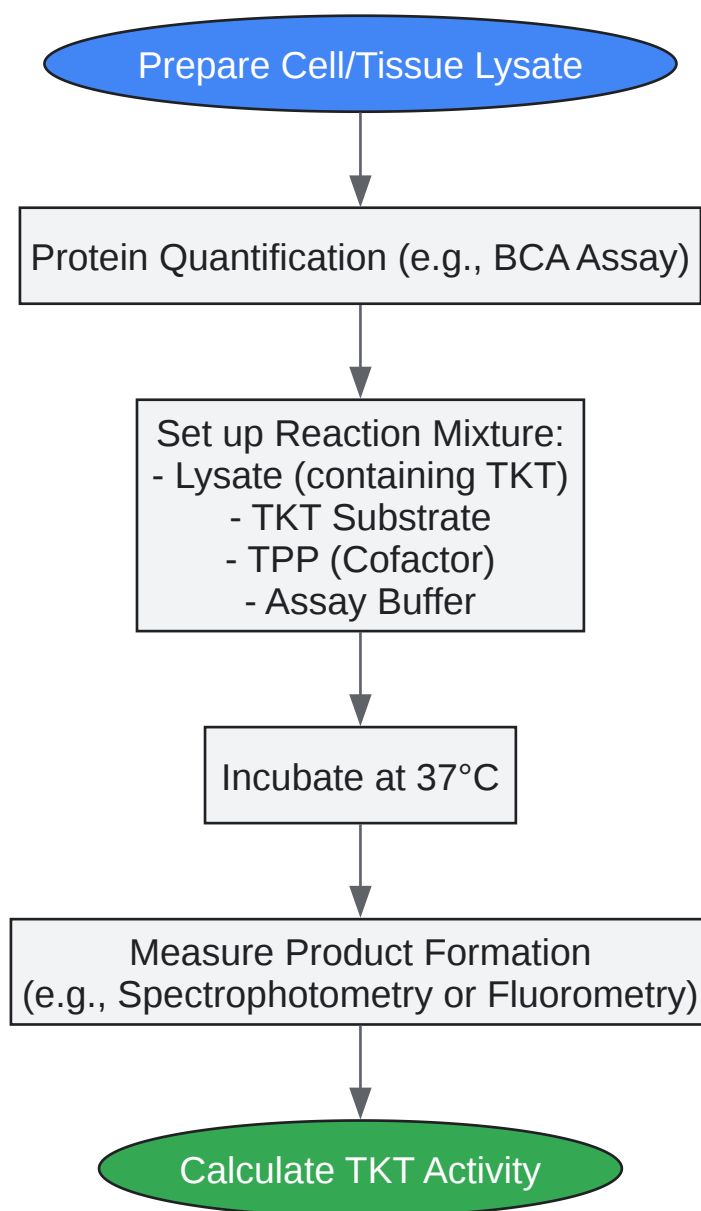 Prepare Cell/Tissue Lysate
Protein Quantification (e.g., BCA Assay)
Set up Reaction Mixture:
- Lysate (containing TKT)
- TKT Substrate
- TPP (Cofactor)
- Assay Buffer
Incubate at 37°C
Measure Product Formation
(e.g., Spectrophotometry or Fluorometry)
Calculate TKT Activity